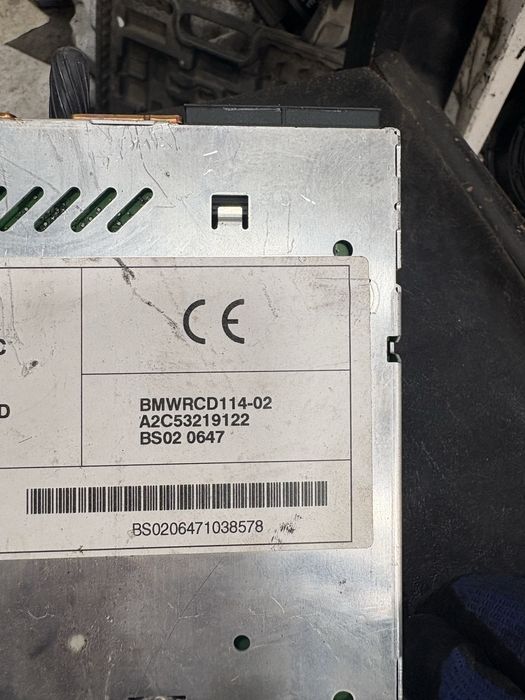 CE
C
D
BMWRCD114-02
A2C53219122
BS02 0647
BS0206471038578